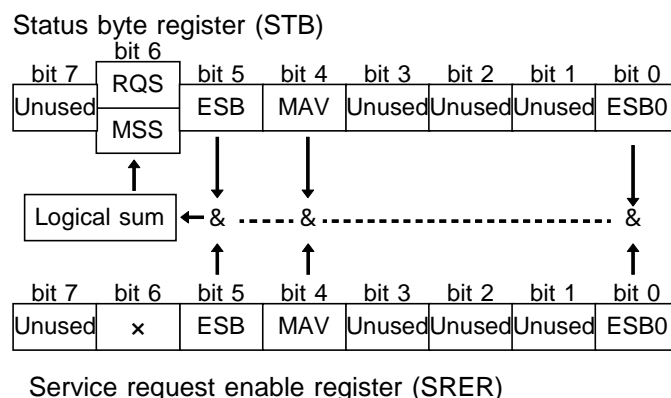 Status byte register (STB)
bit 7 bit 6 bit 5 bit 4 bit 3 bit 2 bit 1 bit 0
Unused RQS ESB MAV Unused Unused Unused ESB0
MSS
Logical sum & & &
bit 7 bit 6 bit 5 bit 4 bit 3 bit 2 bit 1 bit 0
Unused × ESB MAV Unused Unused Unused ESB0
Service request enable register (SRER)